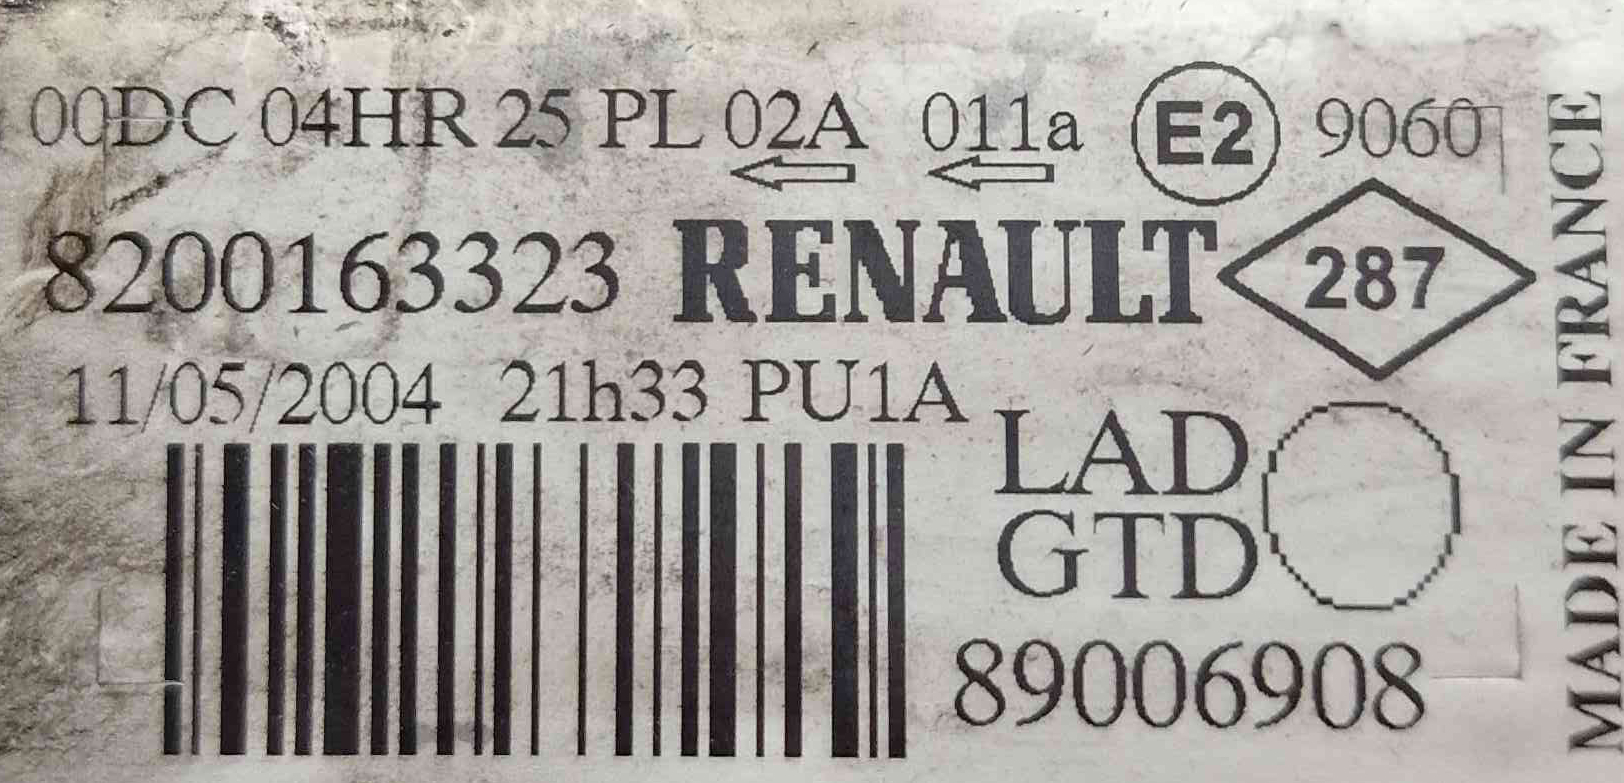 00DC 04HR 25 PL 02A 011a E2 9060
8200163323 RENAULT 287
11/05/2004 21h33 PU1A
LAD
GTD
89006908
MADE IN FRANCE